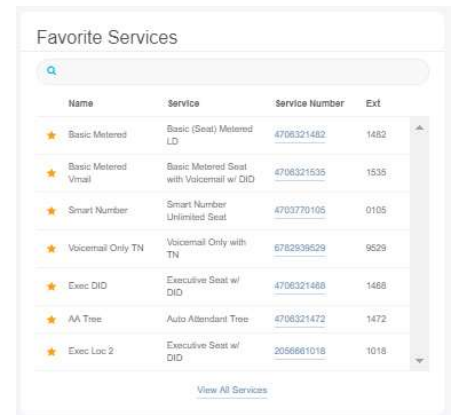 Favorite Services
Name Service Service Number Ext
Basic Metered Basic (Seat) Metered LD 4706321482 1482
Basic Metered Vmail Basic Metered Seat with Voicemail w/ DID 4706321535 1535
Smart Number Smart Number Unlimited Seat 4703770105 0105
Voicemail Only TN Voicemail Only with TN 6782939529 9529
Exec DID Executive Seat w/ DID 4706321468 1468
AA Tree Auto Attendant Tree 4706321472 1472
Exec Loc 2 Executive Seat w/ DID 2056661018 1018
View All Services